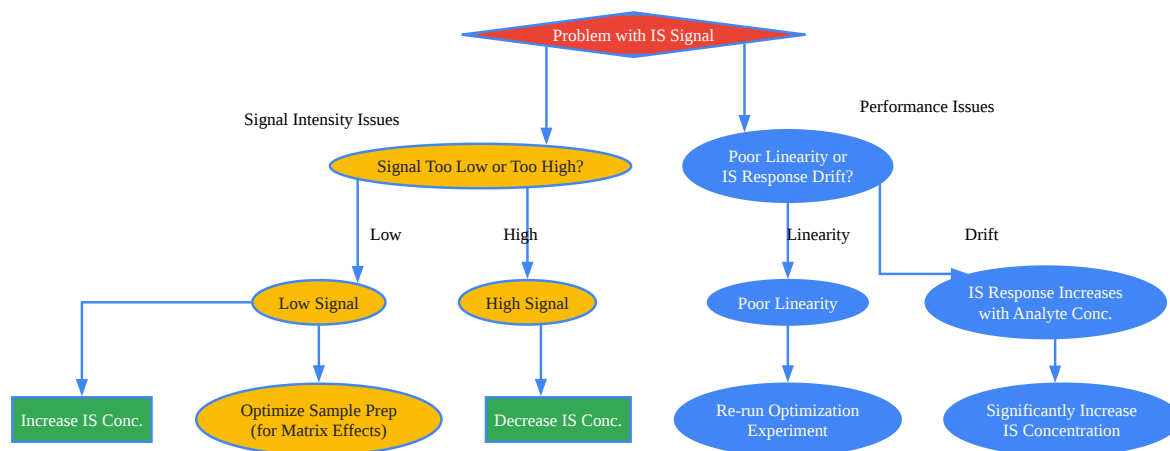 Problem with IS Signal
Signal Intensity Issues
Performance Issues
Signal Too Low or Too High?
Poor Linearity or
IS Response Drift?
Low
High
Linearity
Drift
Low Signal
High Signal
Poor Linearity
IS Response Increases
with Analyte Conc.
Increase IS Conc.
Optimize Sample Prep
(for Matrix Effects)
Decrease IS Conc.
Re-run Optimization
Experiment
Significantly Increase
IS Concentration